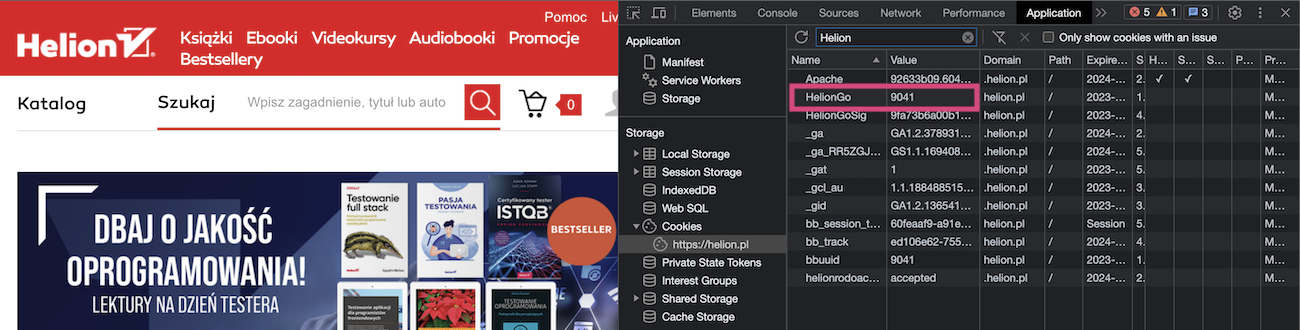 Pomoc Liv
Helion
Książki Ebooki Videokursy Audiobooki Promocje
Bestsellery
Katalog
Szukaj
Wpisz zagadnienie, tytuł lub auto
0
DBAJ O JAKOŚĆ
OPROGRAMOWANIA!
LEKTURY NA DZIEŃ TESTERA
Testowanie
full stack
PASJA
TESTOWANIA
Certyfikowany tester
ISTQB
BESTSELLER
Testowanie aplikacji
dla programistów
frontendu
TESTOWANIE
OPROGRAMOWANIA
Elements Console Sources Network Performance Application 5 1 3
Application
Manifest
Service Workers
Storage
Storage
Local Storage
Session Storage
IndexedDB
Web SQL
Cookies
https://helion.pl
Private State Tokens
Interest Groups
Shared Storage
Cache Storage
Helion
Only show cookies with an issue
Name Value Domain Path Expire... S H... S... S... P... Pr...
Apache 92633b09.604... .helion.pl / 2024-... 2. ✓ ✓ M...
HelionGo 9041 helion.pl / 2023-... 1. M...
HelionGoSig 9fa73b6a00b1... helion.pl / 2023-... 4. M...
_ga GA1.2.378931... .helion.pl / 2024-... 2. M...
_ga_RR5ZGJ... GS1.1.169408... .helion.pl / 2024-... 5. M...
_gat 1 .helion.pl / 2023-... 5. M...
_gcl_au 1.1.188488515... .helion.pl / 2023-... 3. M...
_gid GA1.2.136541... .helion.pl / 2023-... 3. M...
bb_session_t... 60feaaf9-a91e... helion.pl / Session 5. M...
bb_track ed106e62-755... helion.pl / 2024-... 4. M...
bbuuid 9041 helion.pl / 2023-... 1. M...
helionrodoac... accepted helion.pl / 2024-... 2. M...